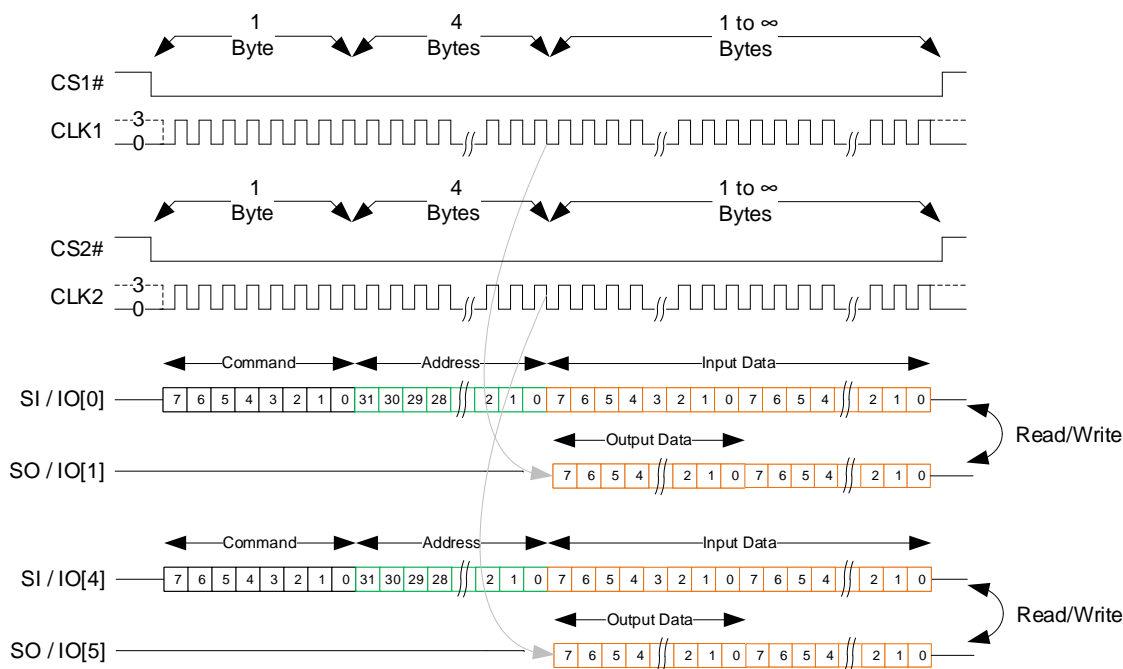 1
Byte
4
Bytes
1 to ∞
Bytes
CS1#
CLK1
3
0
1
Byte
4
Bytes
1 to ∞
Bytes
CS2#
CLK2
3
0
Command Address Input Data
SI / IO[0] 7 6 5 4 3 2 1 0 31 30 29 28 2 1 0 7 6 5 4 3 2 1 0 7 6 5 4 2 1 0
Output Data
Read/Write
SO / IO[1] 7 6 5 4 2 1 0 7 6 5 4 2 1 0
Command Address Input Data
SI / IO[4] 7 6 5 4 3 2 1 0 31 30 29 28 2 1 0 7 6 5 4 3 2 1 0 7 6 5 4 2 1 0
Output Data
Read/Write
SO / IO[5] 7 6 5 4 2 1 0 7 6 5 4 2 1 0